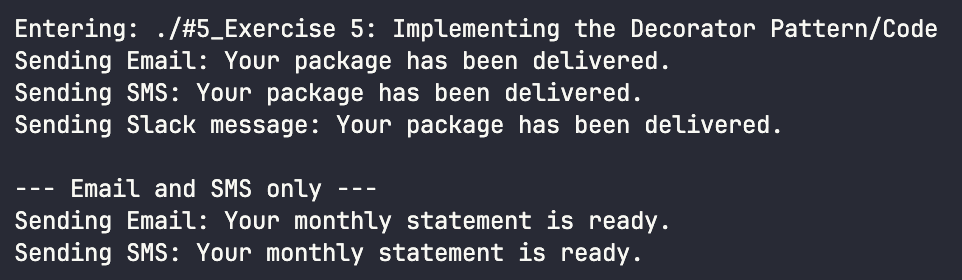 Entering: ./#5_Exercise 5: Implementing the Decorator Pattern/Code
Sending Email: Your package has been delivered.
Sending SMS: Your package has been delivered.
Sending Slack message: Your package has been delivered.
--- Email and SMS only ---
Sending Email: Your monthly statement is ready.
Sending SMS: Your monthly statement is ready.